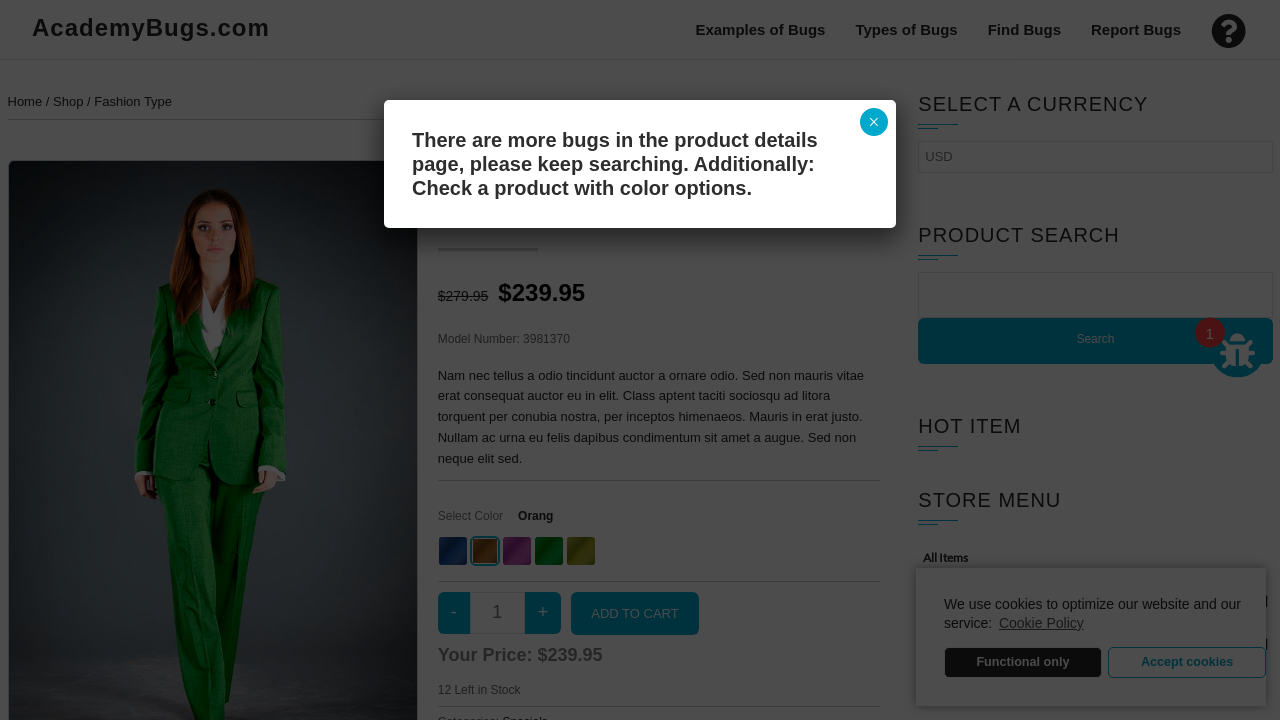 AcademyBugs.com
Examples of Bugs
Types of Bugs
Find Bugs
Report Bugs
?
Home / Shop / Fashion Type
There are more bugs in the product details
page, please keep searching. Additionally:
Check a product with color options.
×
$279.95 $239.95
Model Number: 3981370
Nam nec tellus a odio tincidunt auctor a ornare odio. Sed non mauris vitae
erat consequat auctor eu in elit. Class aptent taciti sociosqu ad litora
torquent per conubia nostra, per inceptos himenaeos. Mauris in erat justo.
Nullam ac urna eu felis dapibus condimentum sit amet a augue. Sed non
neque elit sed.
Select Color Orang
- 1 + ADD TO CART
Your Price: $239.95
12 Left in Stock
Categories: Specials
SELECT A CURRENCY
USD
PRODUCT SEARCH
Search
1
HOT ITEM
STORE MENU
All Items
We use cookies to optimize our website and our
service: Cookie Policy
Functional only
Accept cookies